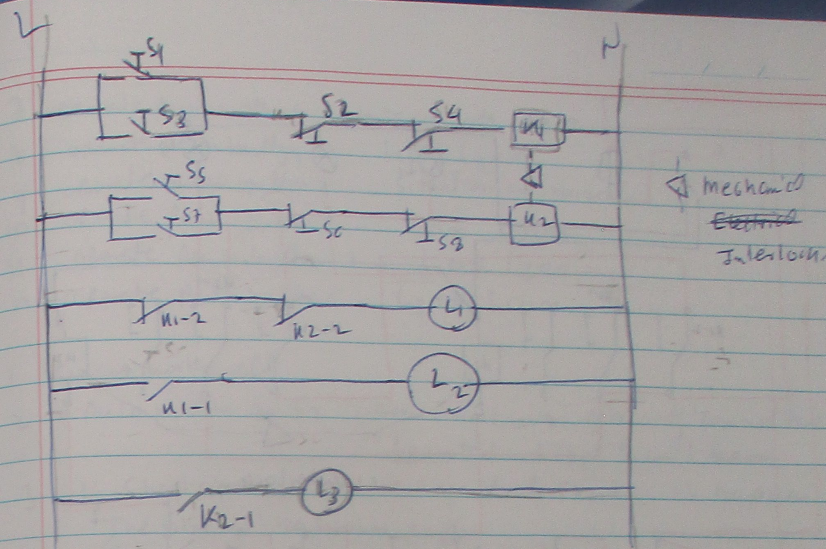 L N
S1
S3 S2 S4 K1
S5
S7 S6 S8 K2
Mechanical
Interlock.
K1-2 K2-2 L1
K1-1 L2
K2-1 L3